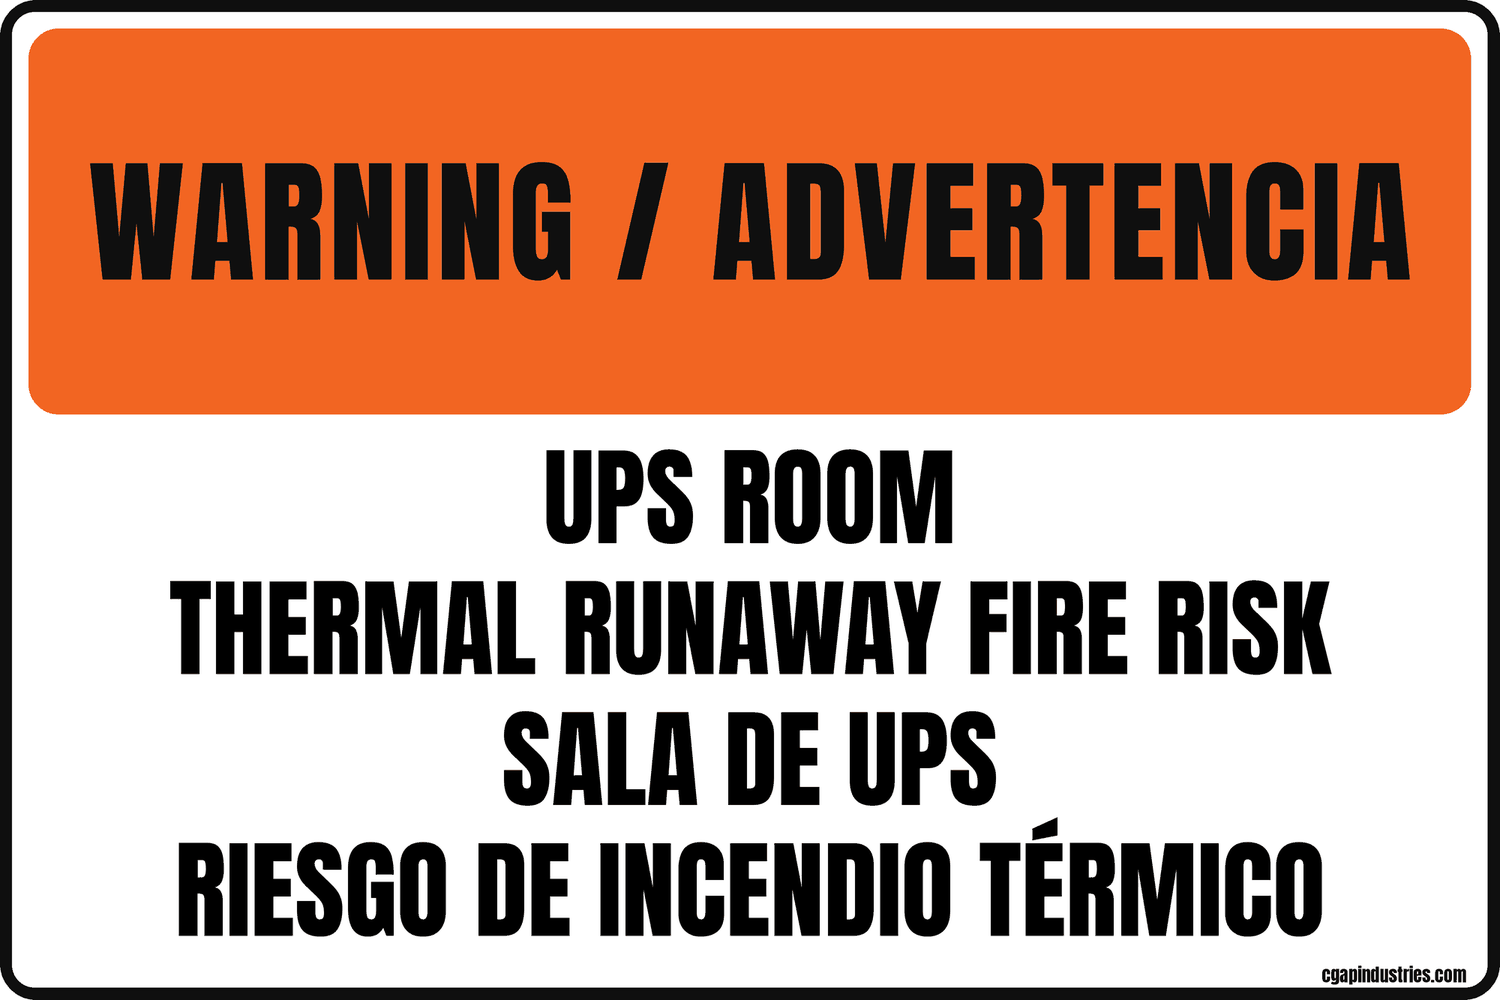 WARNING / ADVERTENCIA
UPS ROOM
THERMAL RUNAWAY FIRE RISK
SALA DE UPS
RIESGO DE INCENDIO TÉRMICO
cgapindustries.com